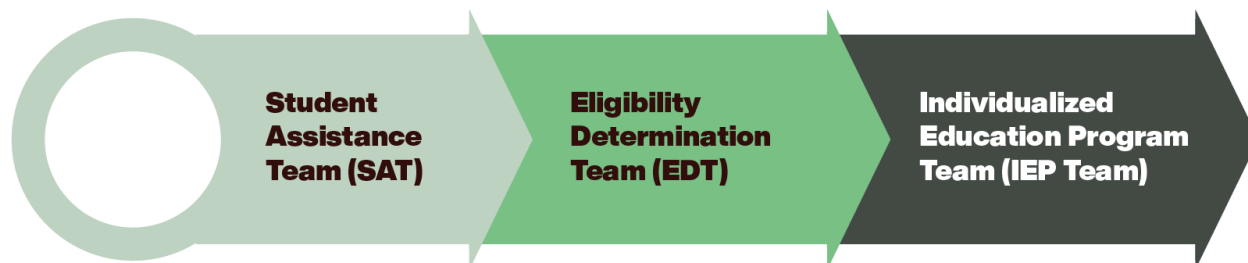 Student
Assistance
Team (SAT)
Eligibility
Determination
Team (EDT)
Individualized
Education Program
Team (IEP Team)